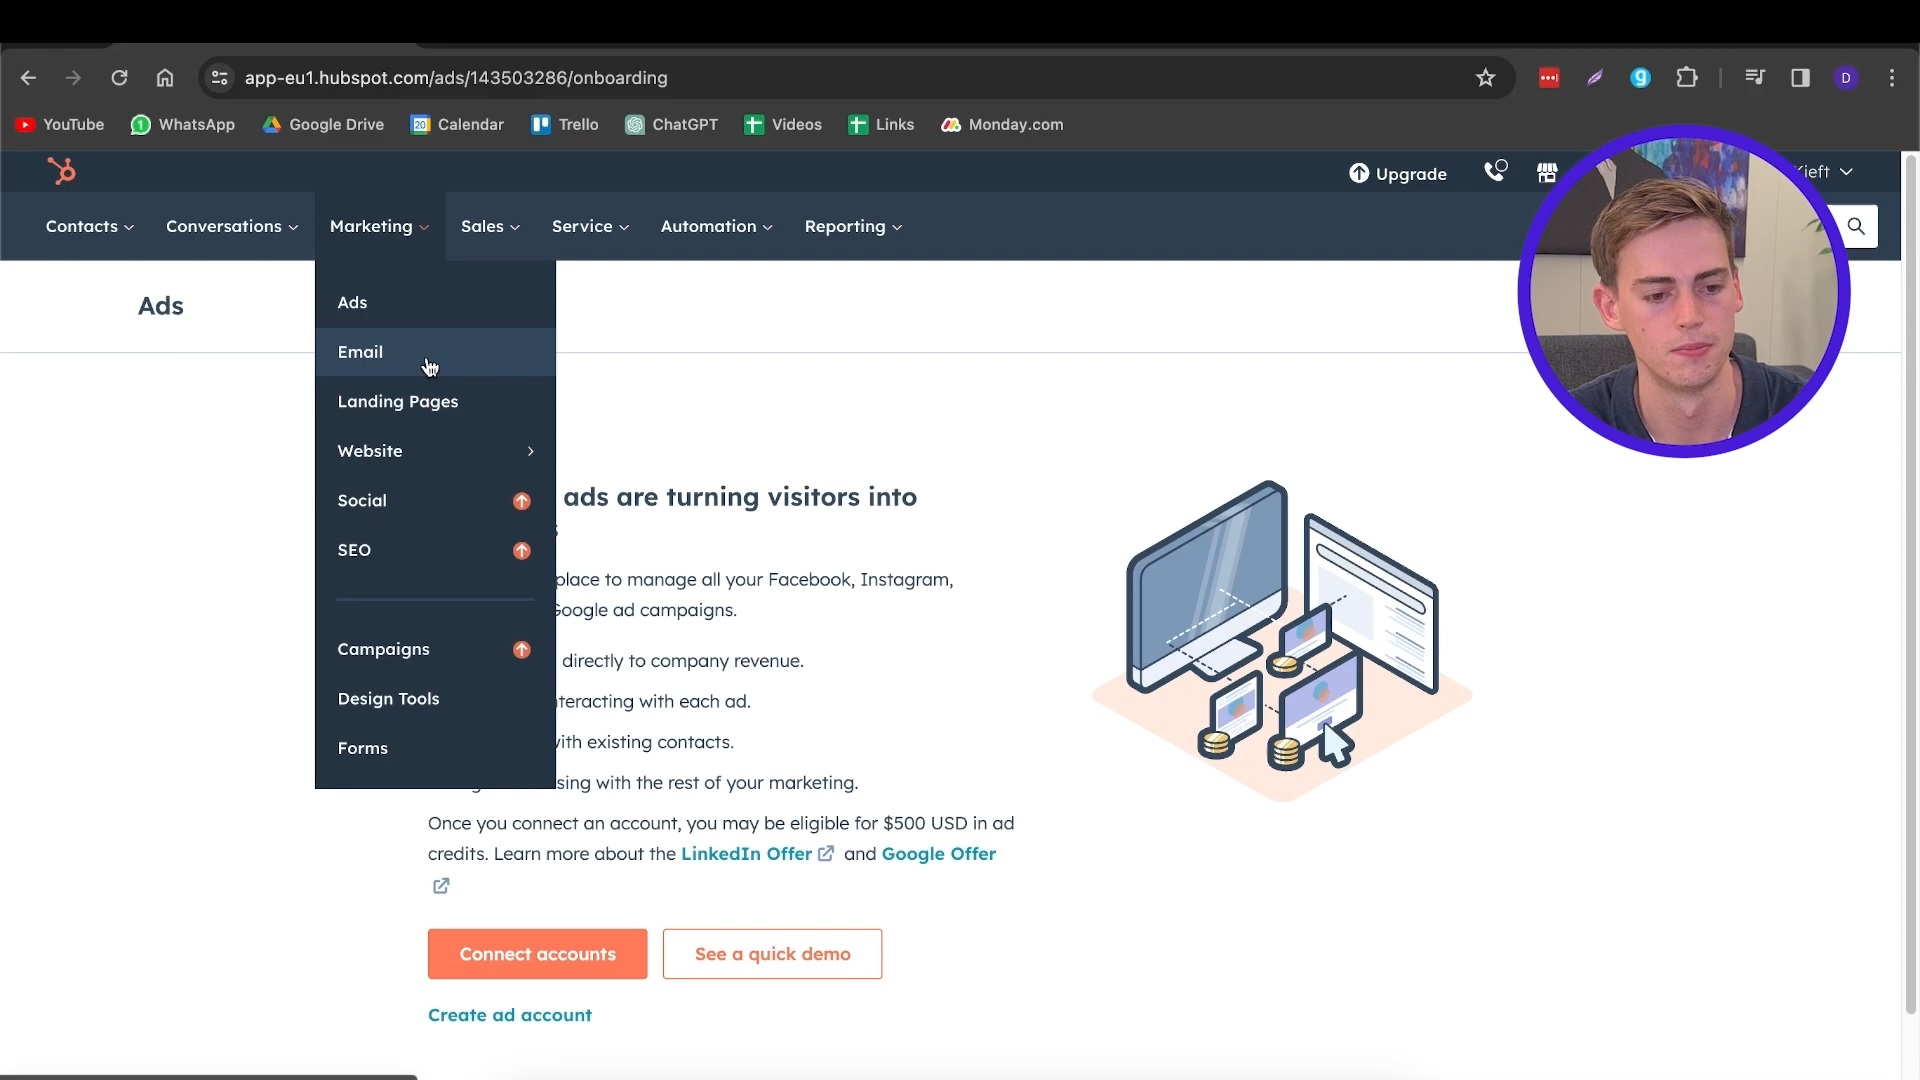 app-eu1.hubspot.com/ads/143503286/onboarding
D
YouTube
WhatsApp
Google Drive
20 Calendar
Trello
ChatGPT
Videos
Links
Monday.com
Upgrade
Kieft
Contacts
Conversations
Marketing
Sales
Service
Automation
Reporting
Ads
Ads
Email
Landing Pages
Website
Social
SEO
Campaigns
Design Tools
Forms
ads are turning visitors into
place to manage all your Facebook, Instagram,
Google ad campaigns.
directly to company revenue.
nteracting with each ad.
with existing contacts.
sing with the rest of your marketing.
Once you connect an account, you may be eligible for $500 USD in ad
credits. Learn more about the LinkedIn Offer and Google Offer
Connect accounts
See a quick demo
Create ad account